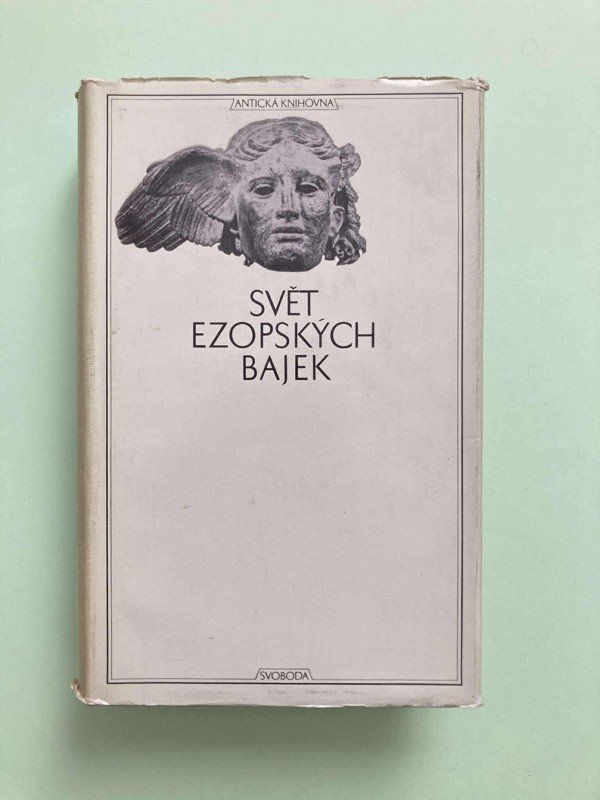 ANTICKÁ KNIHOVNA
SVĚT
EZOPSKÝCH
BAJEK
SVOBODA